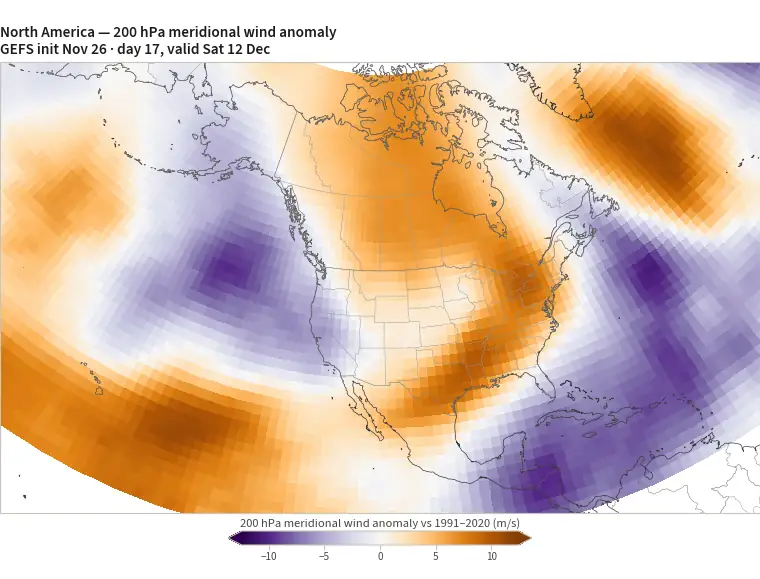 North America — 200 hPa meridional wind anomaly
GEFS init Nov 26 · day 17, valid Sat 12 Dec
200 hPa meridional wind anomaly vs 1991–2020 (m/s)
−10 −5 0 5 10